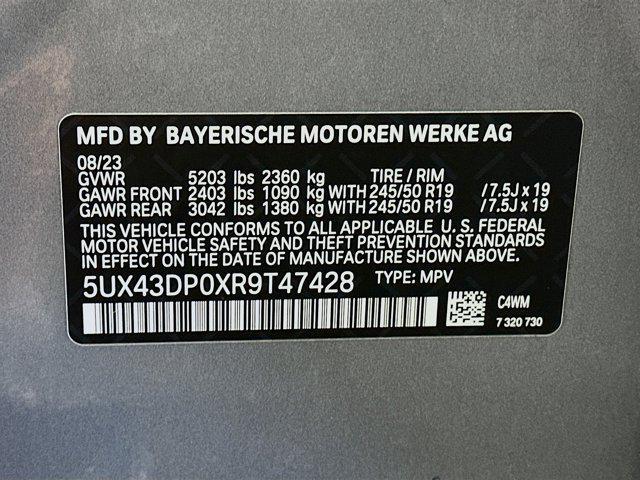 MFD BY BAYERISCHE MOTOREN WERKE AG
08/23
GVWR 5203 lbs 2360 kg TIRE / RIM
GAWR FRONT 2403 lbs 1090 kg WITH 245/50 R19 /7.5J x 19
GAWR REAR 3042 lbs 1380 kg WITH 245/50 R19 /7.5J x 19
THIS VEHICLE CONFORMS TO ALL APPLICABLE U. S. FEDERAL
MOTOR VEHICLE SAFETY, BUMPER, AND THEFT PREVENTION STANDARDS
IN EFFECT ON THE DATE OF MANUFACTURE SHOWN ABOVE.
5UX43DP0XR9T47428 TYPE: MPV
C4WM
7 320 730